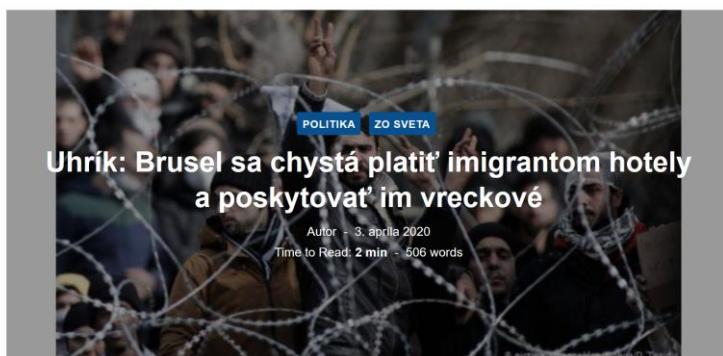 POLITIKA ZO SVETA
Uhrík: Brusel sa chystá platiť imigrantom hotely
a poskytovať im vreckové
Autor - 3. apríla 2020
Time to Read: 2 min - 506 words